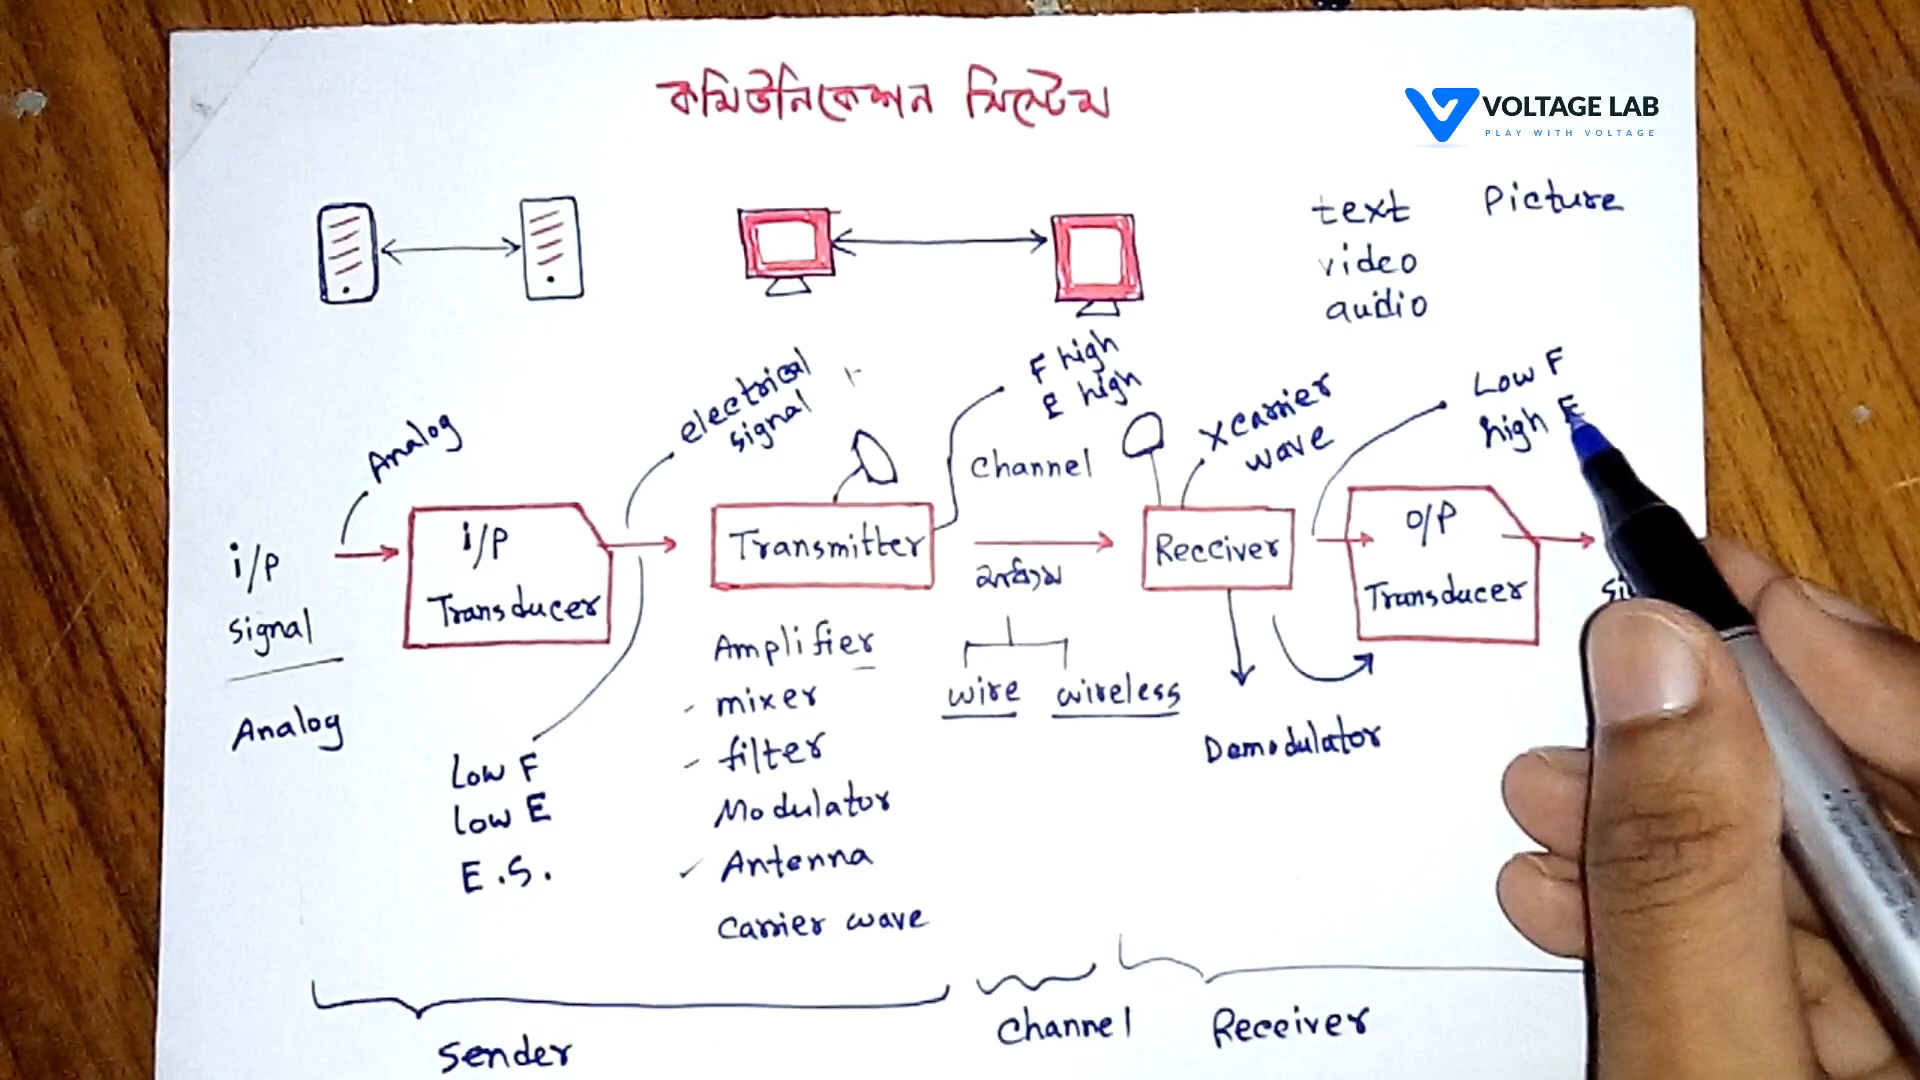 কমিউনিকেশন সিস্টেম
VOLTAGE LAB
PLAY WITH VOLTAGE
text Picture
video
audio
Analog
electrical
signal
F high
E high
Channel
X carrier
wave
Low F
high E
i/P
signal
Analog
i/P
Transducer
Transmitter
মাধ্যম
Receiver
O/P
Transducer
Low F
Low E
E.S.
Amplifier
mixer
filter
Modulator
Antenna
Carrier wave
wire wireless
Demodulator
Sender
Channel
Receiver